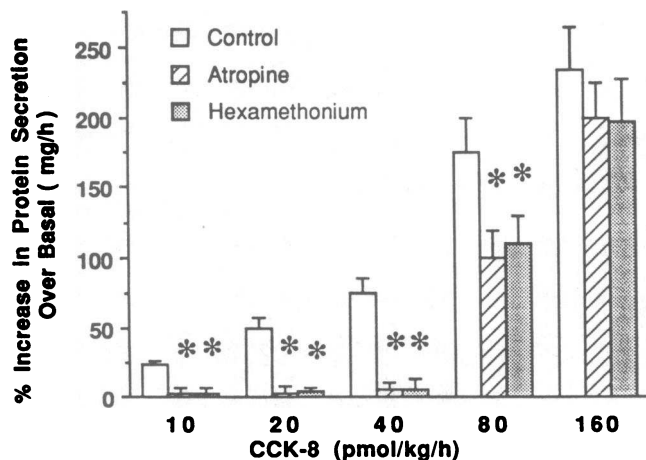 % Increase in Protein Secretion
Over Basal ( mg/h)
250
200
150
100
50
0
Control
Atropine
Hexamethonium
* *
* *
* *
* *
10 20 40 80 160
CCK-8 (pmol/kg/h)